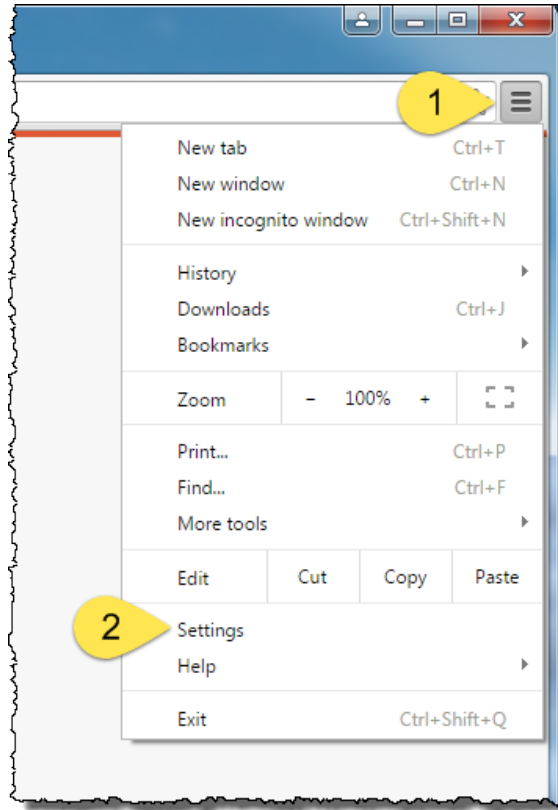 1
New tab Ctrl+T
New window Ctrl+N
New incognito window Ctrl+Shift+N
History
Downloads Ctrl+J
Bookmarks
Zoom − 100% +
Print... Ctrl+P
Find... Ctrl+F
More tools
Edit Cut Copy Paste
2 Settings
Help
Exit Ctrl+Shift+Q